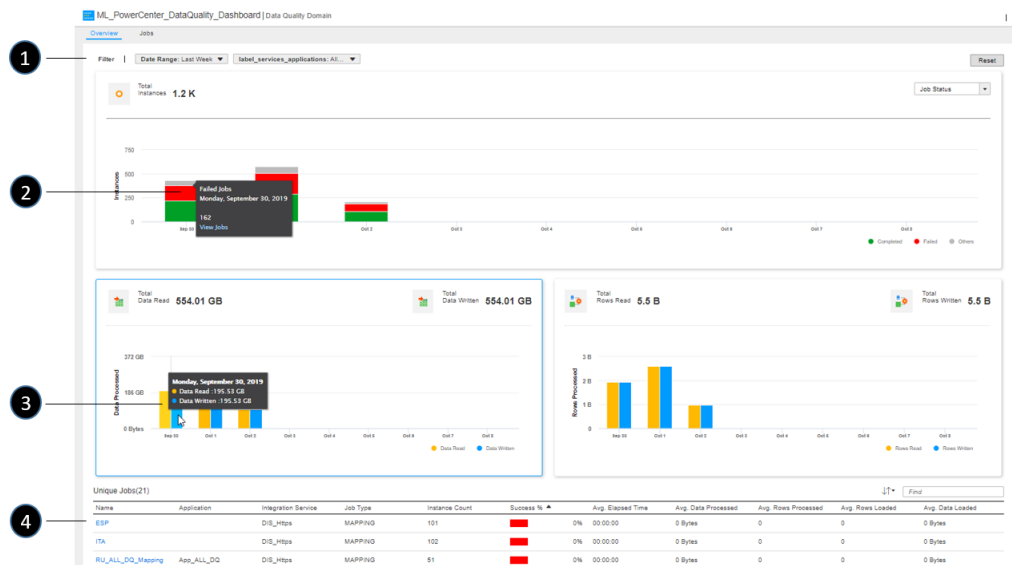 ML_PowerCenter_DataQuality_Dashboard | Data Quality Domain
Overview Jobs
1
Filter | Date Range: Last Week label_services_applications: All... Reset
Total
Instances 1.2 K
Job Status
750
500
250
0
Instances
2
Failed Jobs
Monday, September 30, 2019
162
View Jobs
Sep 30 Oct 2 Oct 3 Oct 4 Oct 5 Oct 6 Oct 7 Oct 8
Completed Failed Others
Total
Data Read 554.01 GB
Total
Data Written 554.01 GB
Total
Rows Read 5.5 B
Total
Rows Written 5.5 B
372 GB
186 GB
0 Bytes
Data Processed
3
Monday, September 30, 2019
Data Read :195.53 GB
Data Written :195.53 GB
Sep 30 Oct 1 Oct 2 Oct 3 Oct 4 Oct 5 Oct 6 Oct 7 Oct 8
Data Read Data Written
3 B
2 B
1 B
0
Rows Processed
Sep 30 Oct 1 Oct 2 Oct 3 Oct 4 Oct 5 Oct 6 Oct 7 Oct 8
Rows Read Rows Written
Unique Jobs(21) Find
Name Application Integration Service Job Type Instance Count Success % Avg. Elapsed Time Avg. Data Processed Avg. Rows Processed Avg. Rows Loaded Avg. Data Loaded
4
ESP DIS_Https MAPPING 101 0% 00:00:00 0 Bytes 0 0 0 Bytes
ITA DIS_Https MAPPING 102 0% 00:00:00 0 Bytes 0 0 0 Bytes
RU_ALL_DQ_Mapping App_ALL_DQ DIS_Https MAPPING 51 0% 00:00:00 0 Bytes 0 0 0 Bytes